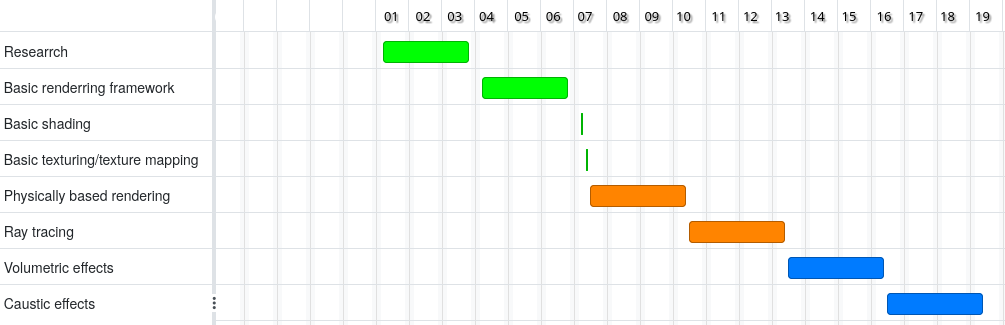 01 02 03 04 05 06 07 08 09 10 11 12 13 14 15 16 17 18 19
Researrch
Basic renderring framework
Basic shading
Basic texturing/texture mapping
Physically based rendering
Ray tracing
Volumetric effects
Caustic effects